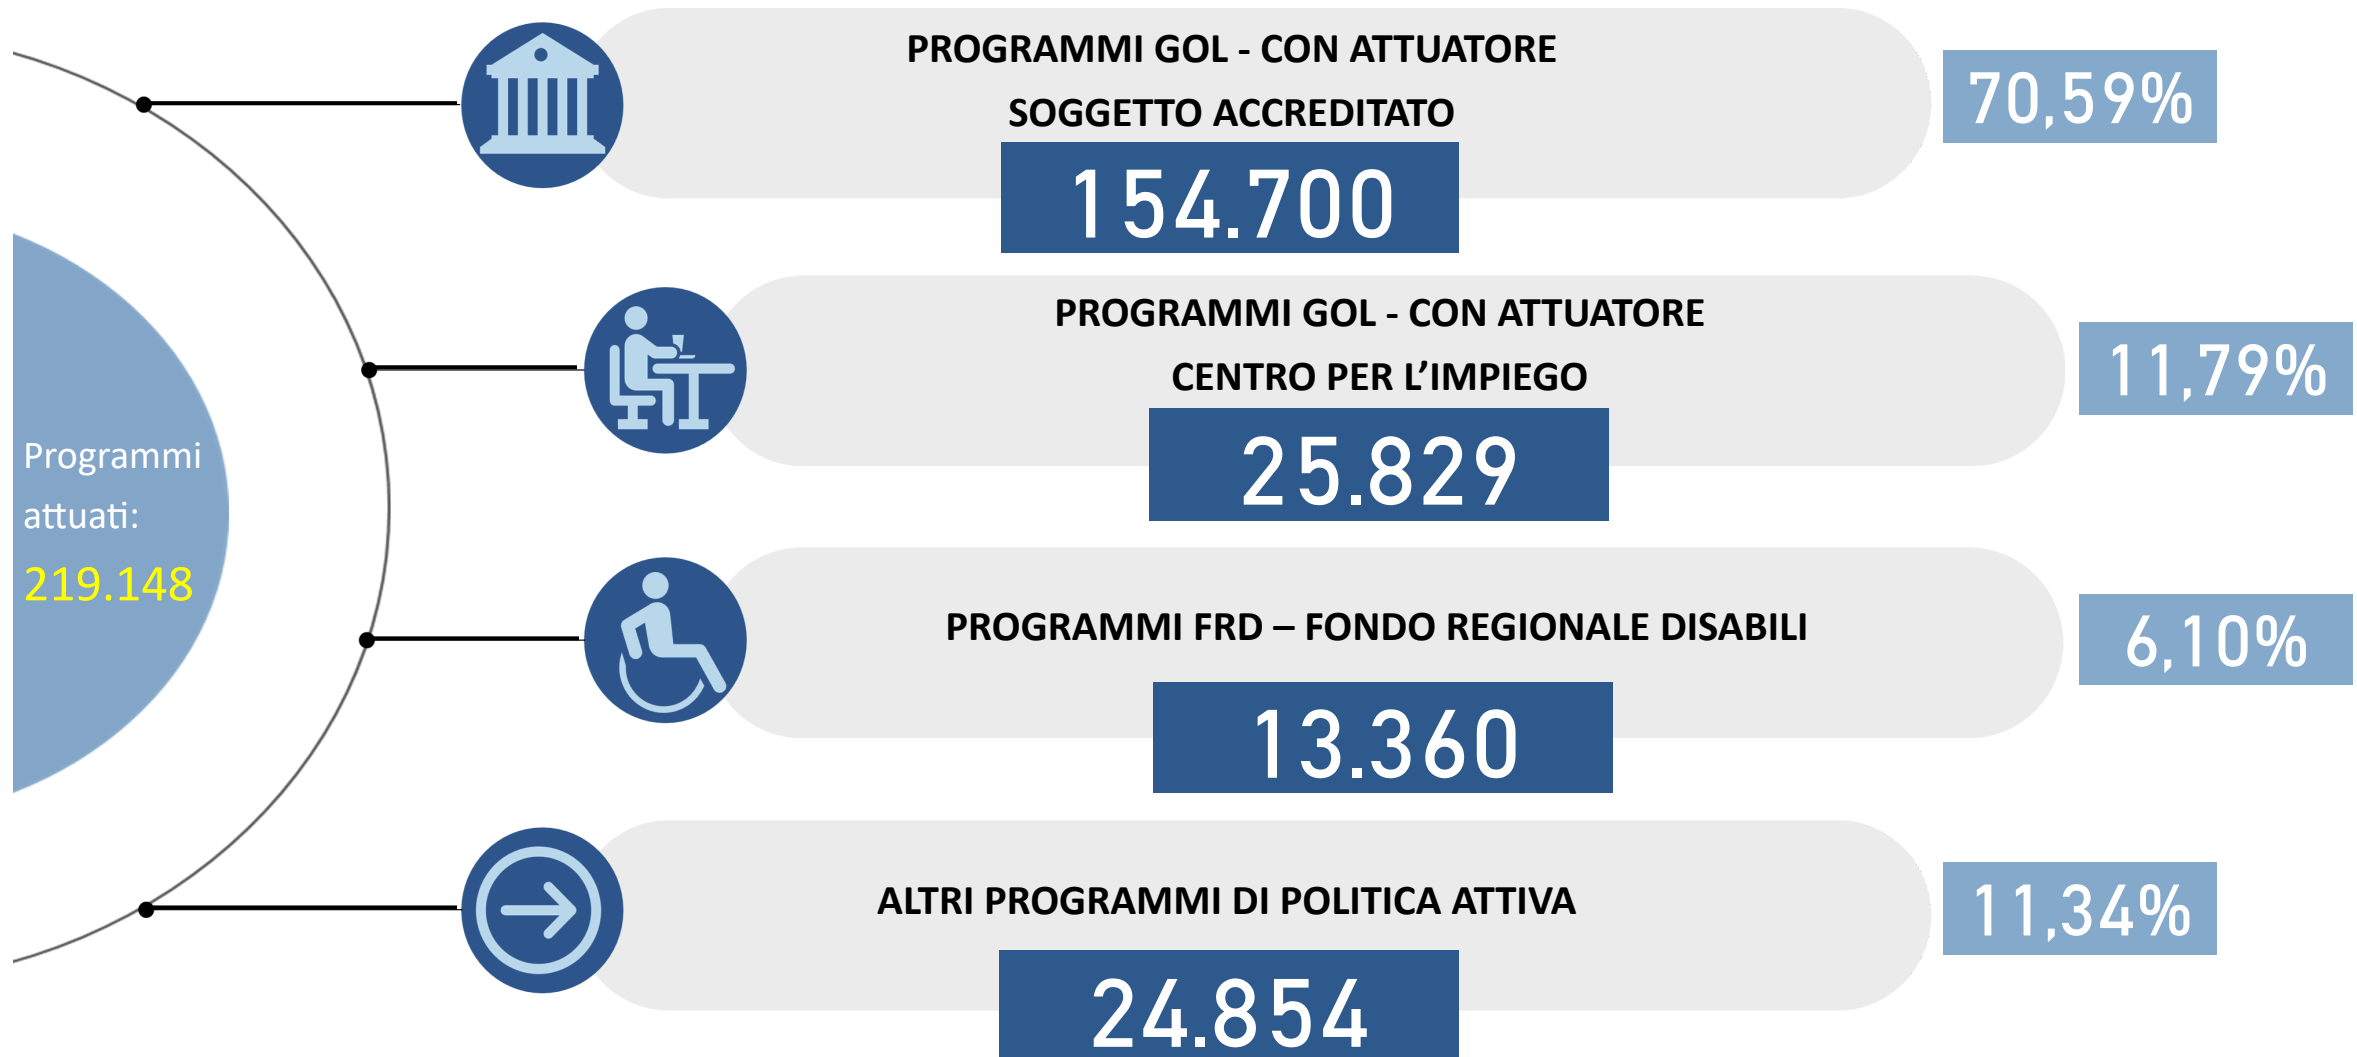 Programmi
attuati:
219.148
PROGRAMMI GOL - CON ATTUATORE
SOGGETTO ACCREDITATO
154.700
70,59%
PROGRAMMI GOL - CON ATTUATORE
CENTRO PER L’IMPIEGO
25.829
11,79%
PROGRAMMI FRD – FONDO REGIONALE DISABILI
13.360
6,10%
ALTRI PROGRAMMI DI POLITICA ATTIVA
24.854
11,34%